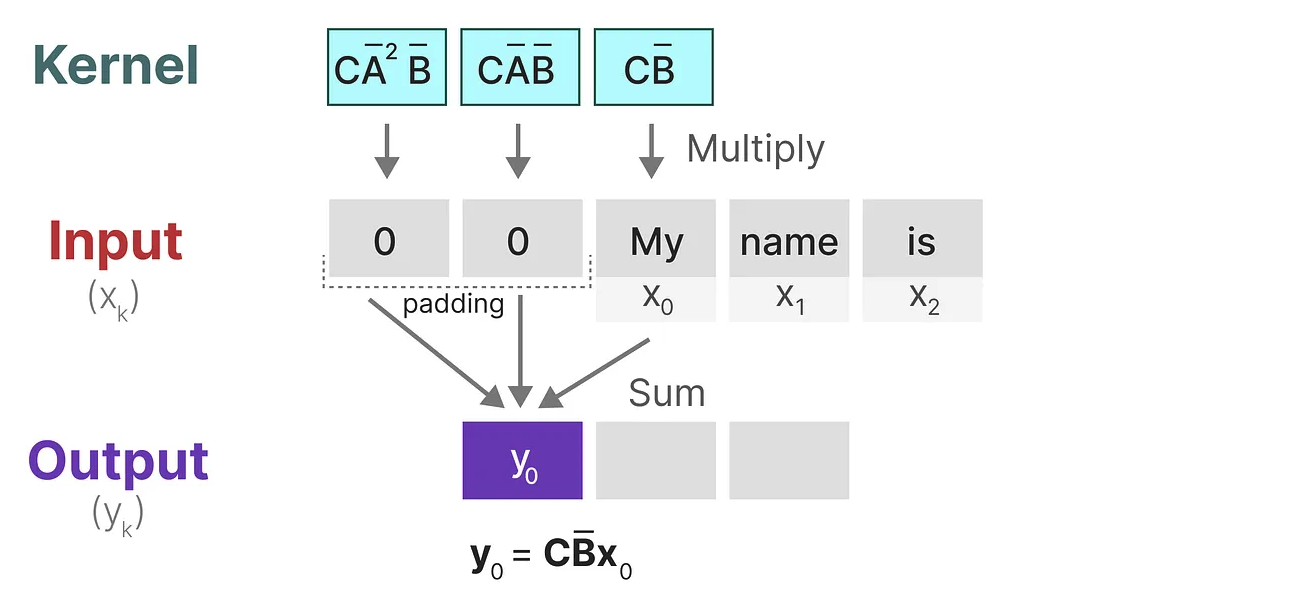 Kernel
CA̅² B̅
CA̅B̅
CB̅
Multiply
Input
(xₖ)
0
0
My
name
is
padding
x₀
x₁
x₂
Sum
Output
(yₖ)
y₀
y₀ = CB̅x₀